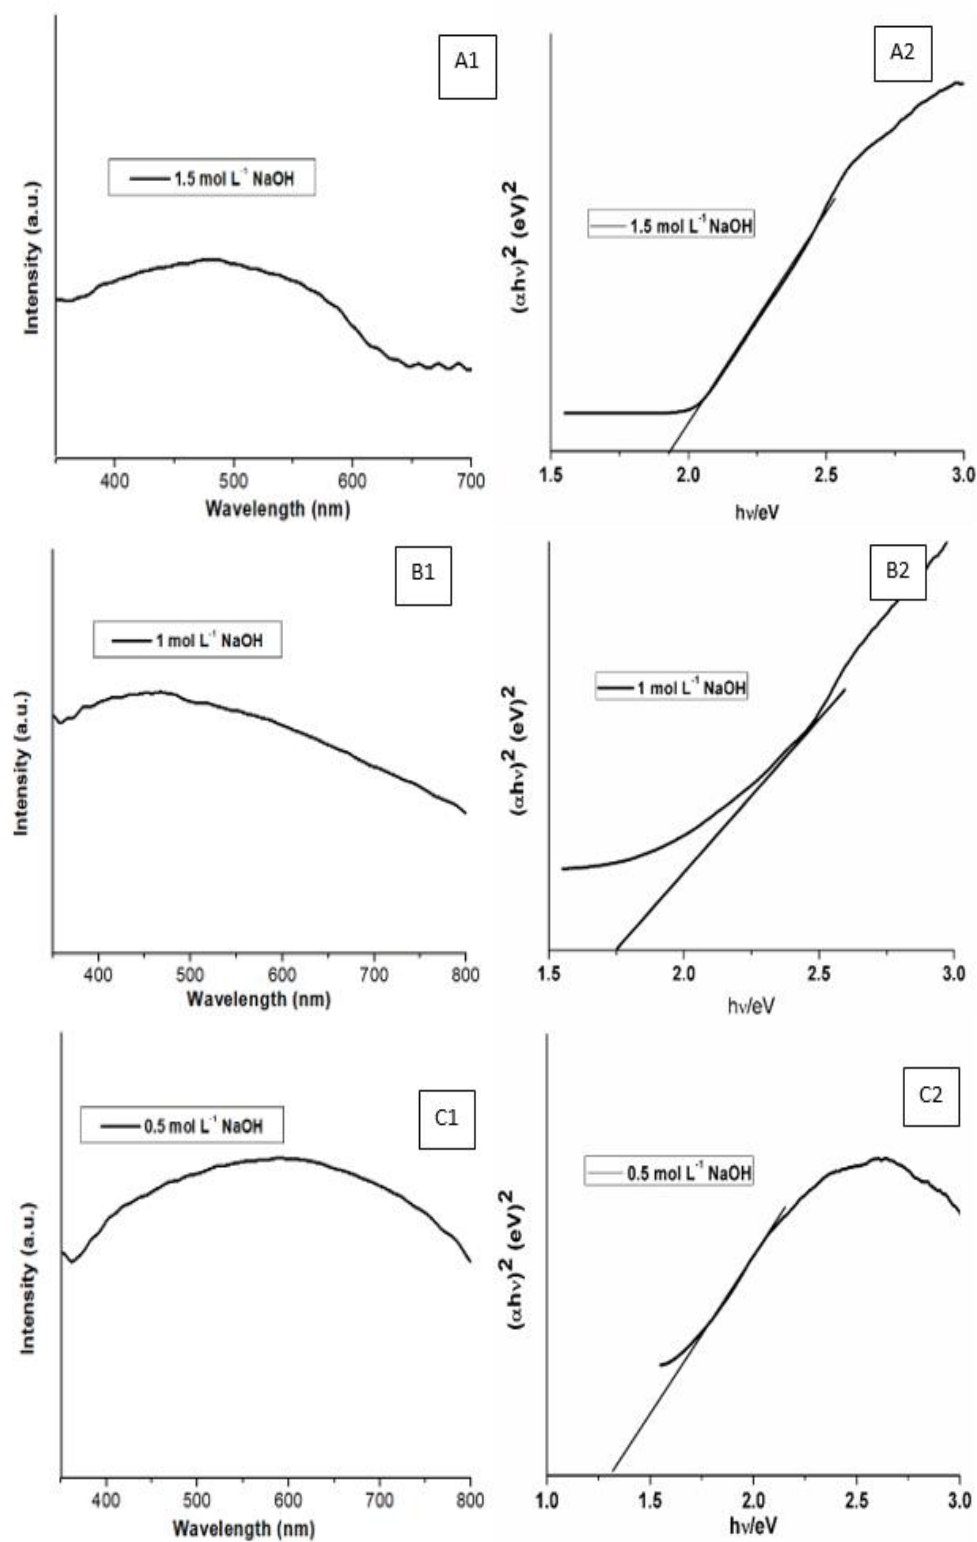 A1
1.5 mol L⁻¹ NaOH
Intensity (a.u.)
400 500 600 700
Wavelength (nm)
A2
1.5 mol L⁻¹ NaOH
(αhν)² (eV)²
1.5 2.0 2.5 3.0
hν/eV
B1
1 mol L⁻¹ NaOH
Intensity (a.u.)
400 500 600 700 800
Wavelength (nm)
B2
1 mol L⁻¹ NaOH
(αhν)² (eV)²
1.5 2.0 2.5 3.0
hν/eV
C1
0.5 mol L⁻¹ NaOH
Intensity (a.u.)
400 500 600 700 800
Wavelength (nm)
C2
0.5 mol L⁻¹ NaOH
(αhν)² (eV)²
1.0 1.5 2.0 2.5 3.0
hν/eV